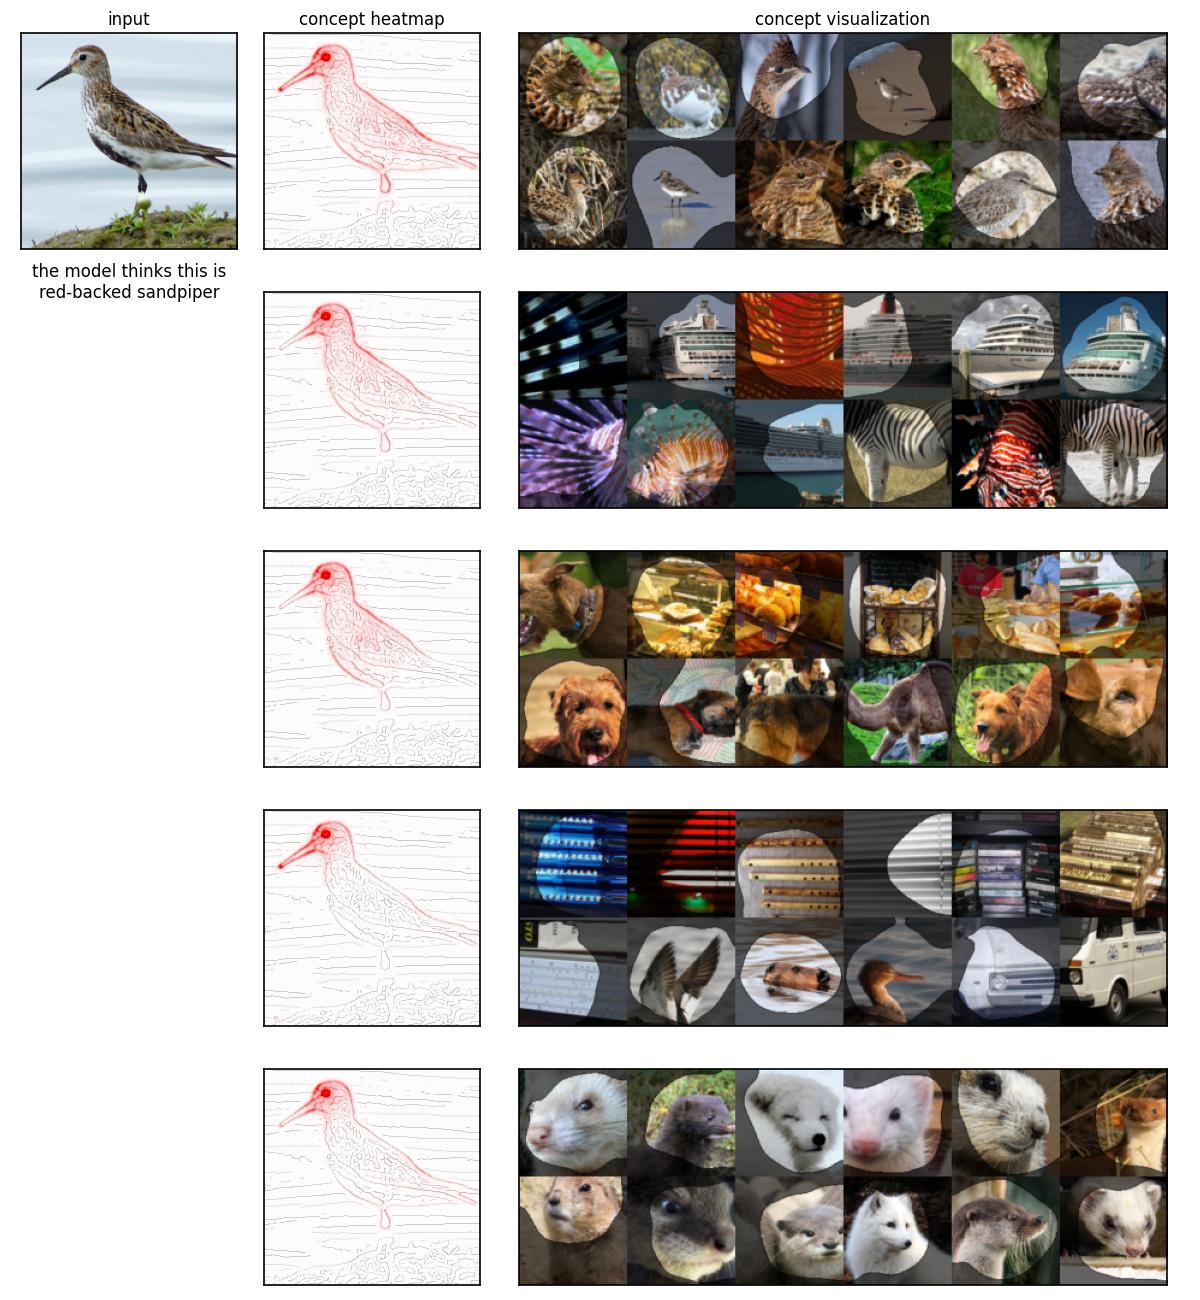 input
concept heatmap
concept visualization
the model thinks this is
red-backed sandpiper